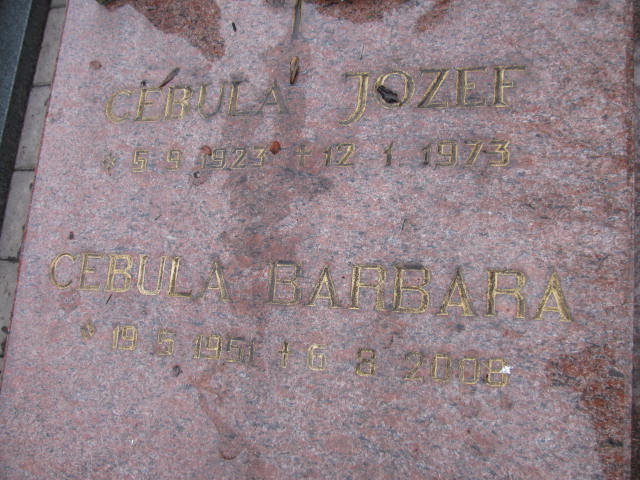 CEBULA JOZEF
* 5 9 1923 + 12 1 1973
CEBULA BARBARA
* 19 5 1951 + 6 8 2008